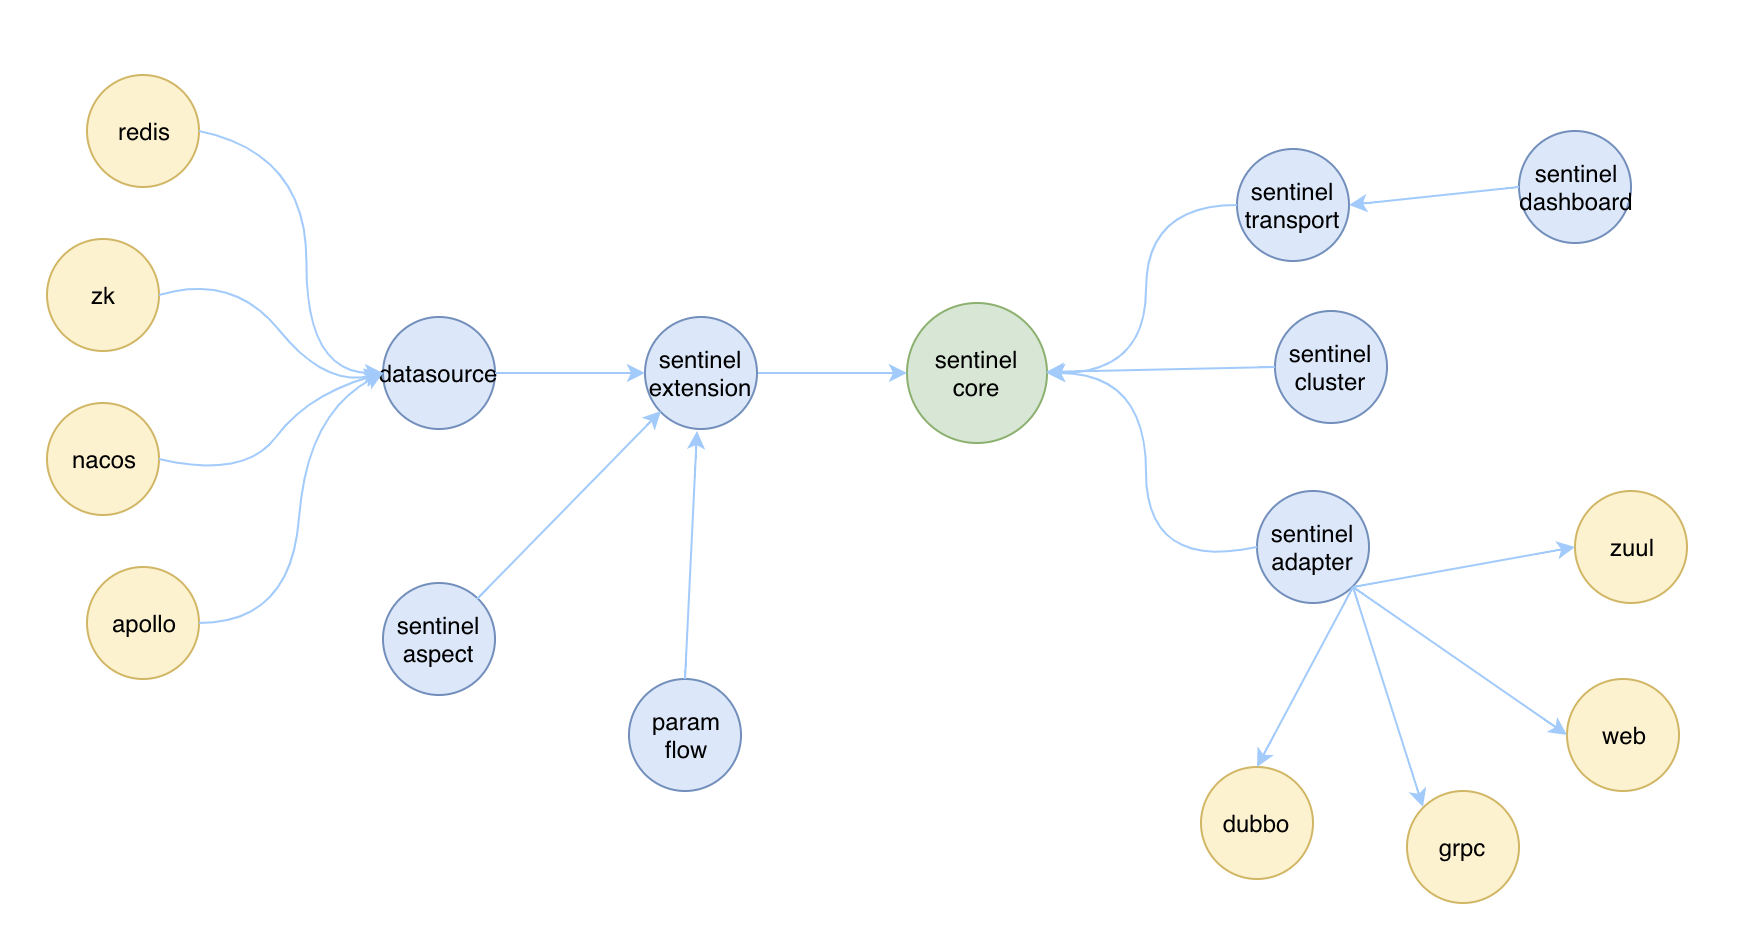 redis
zk
nacos
apollo
datasource
sentinel
aspect
param
flow
sentinel
extension
sentinel
core
sentinel
transport
sentinel
dashboard
sentinel
cluster
sentinel
adapter
zuul
web
grpc
dubbo